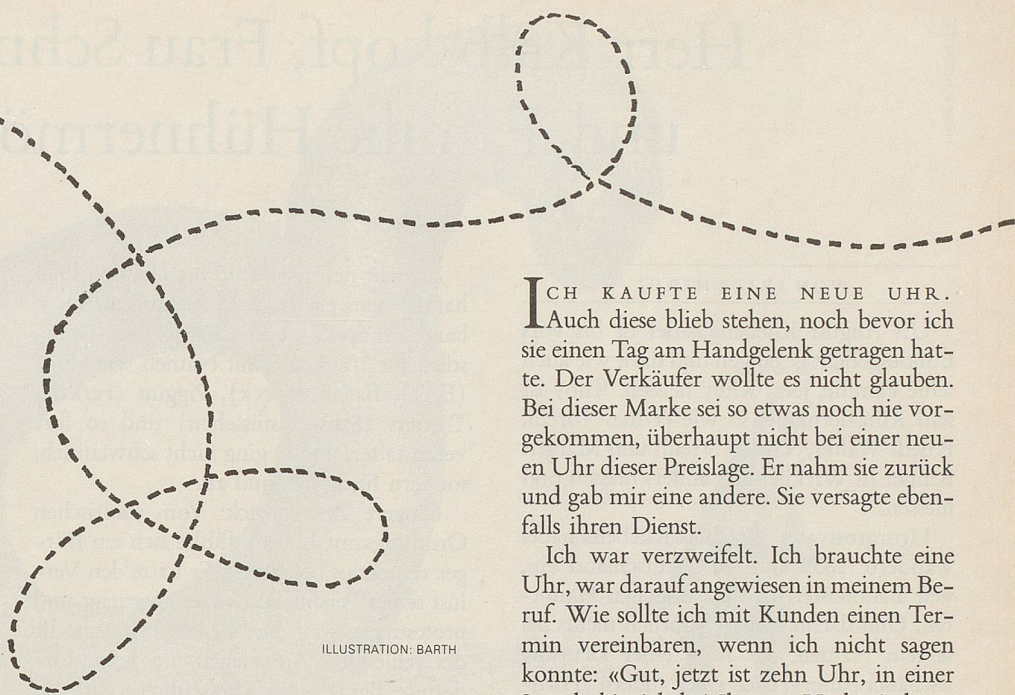 ICH KAUFTE EINE NEUE UHR.
Auch diese blieb stehen, noch bevor ich
sie einen Tag am Handgelenk getragen hat-
te. Der Verkäufer wollte es nicht glauben.
Bei dieser Marke sei so etwas noch nie vor-
gekommen, überhaupt nicht bei einer neu-
en Uhr dieser Preislage. Er nahm sie zurück
und gab mir eine andere. Sie versagte eben-
falls ihren Dienst.
Ich war verzweifelt. Ich brauchte eine
Uhr, war darauf angewiesen in meinem Be-
ruf. Wie sollte ich mit Kunden einen Ter-
min vereinbaren, wenn ich nicht sagen
konnte: «Gut, jetzt ist zehn Uhr, in einer
ILLUSTRATION: BARTH